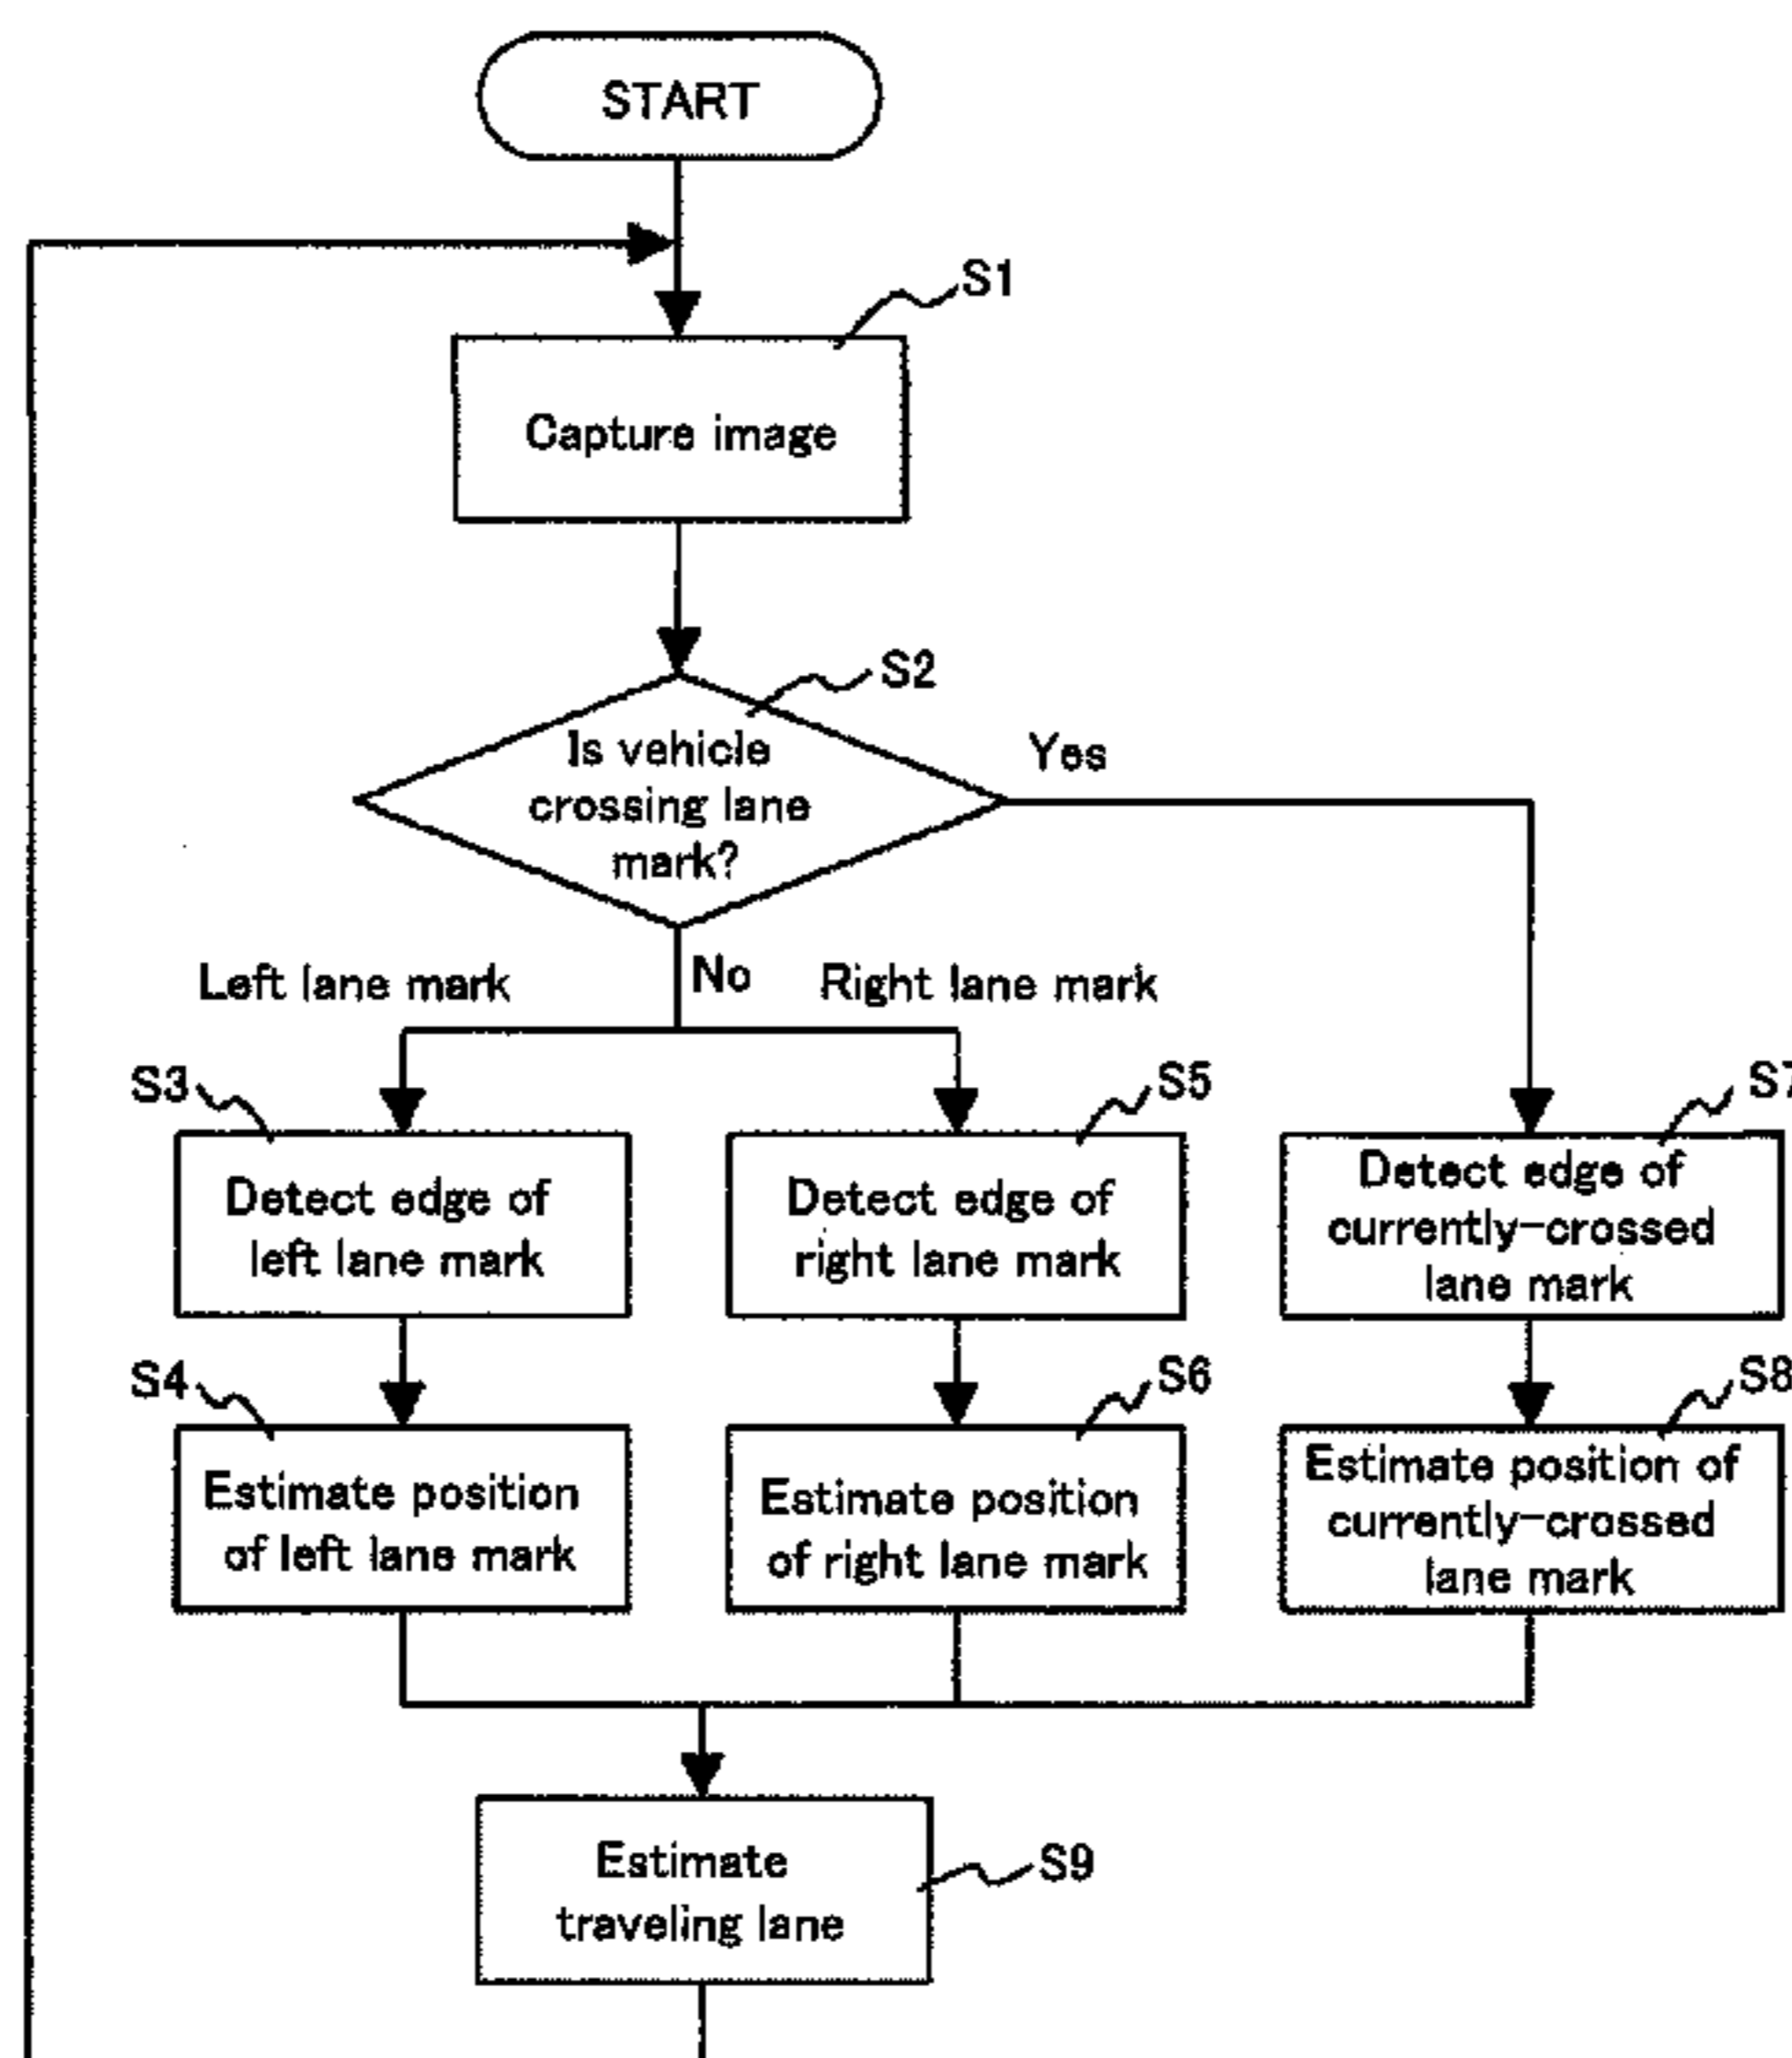 START
S1
Capture image
S2
Is vehicle
crossing lane
mark?
Yes
No
Left lane mark
Right lane mark
S3
Detect edge of
left lane mark
S5
Detect edge of
right lane mark
S7
Detect edge of
currently-crossed
lane mark
S4
Estimate position
of left lane mark
S6
Estimate position
of right lane mark
S8
Estimate position of
currently-crossed
lane mark
Estimate
traveling lane
S9